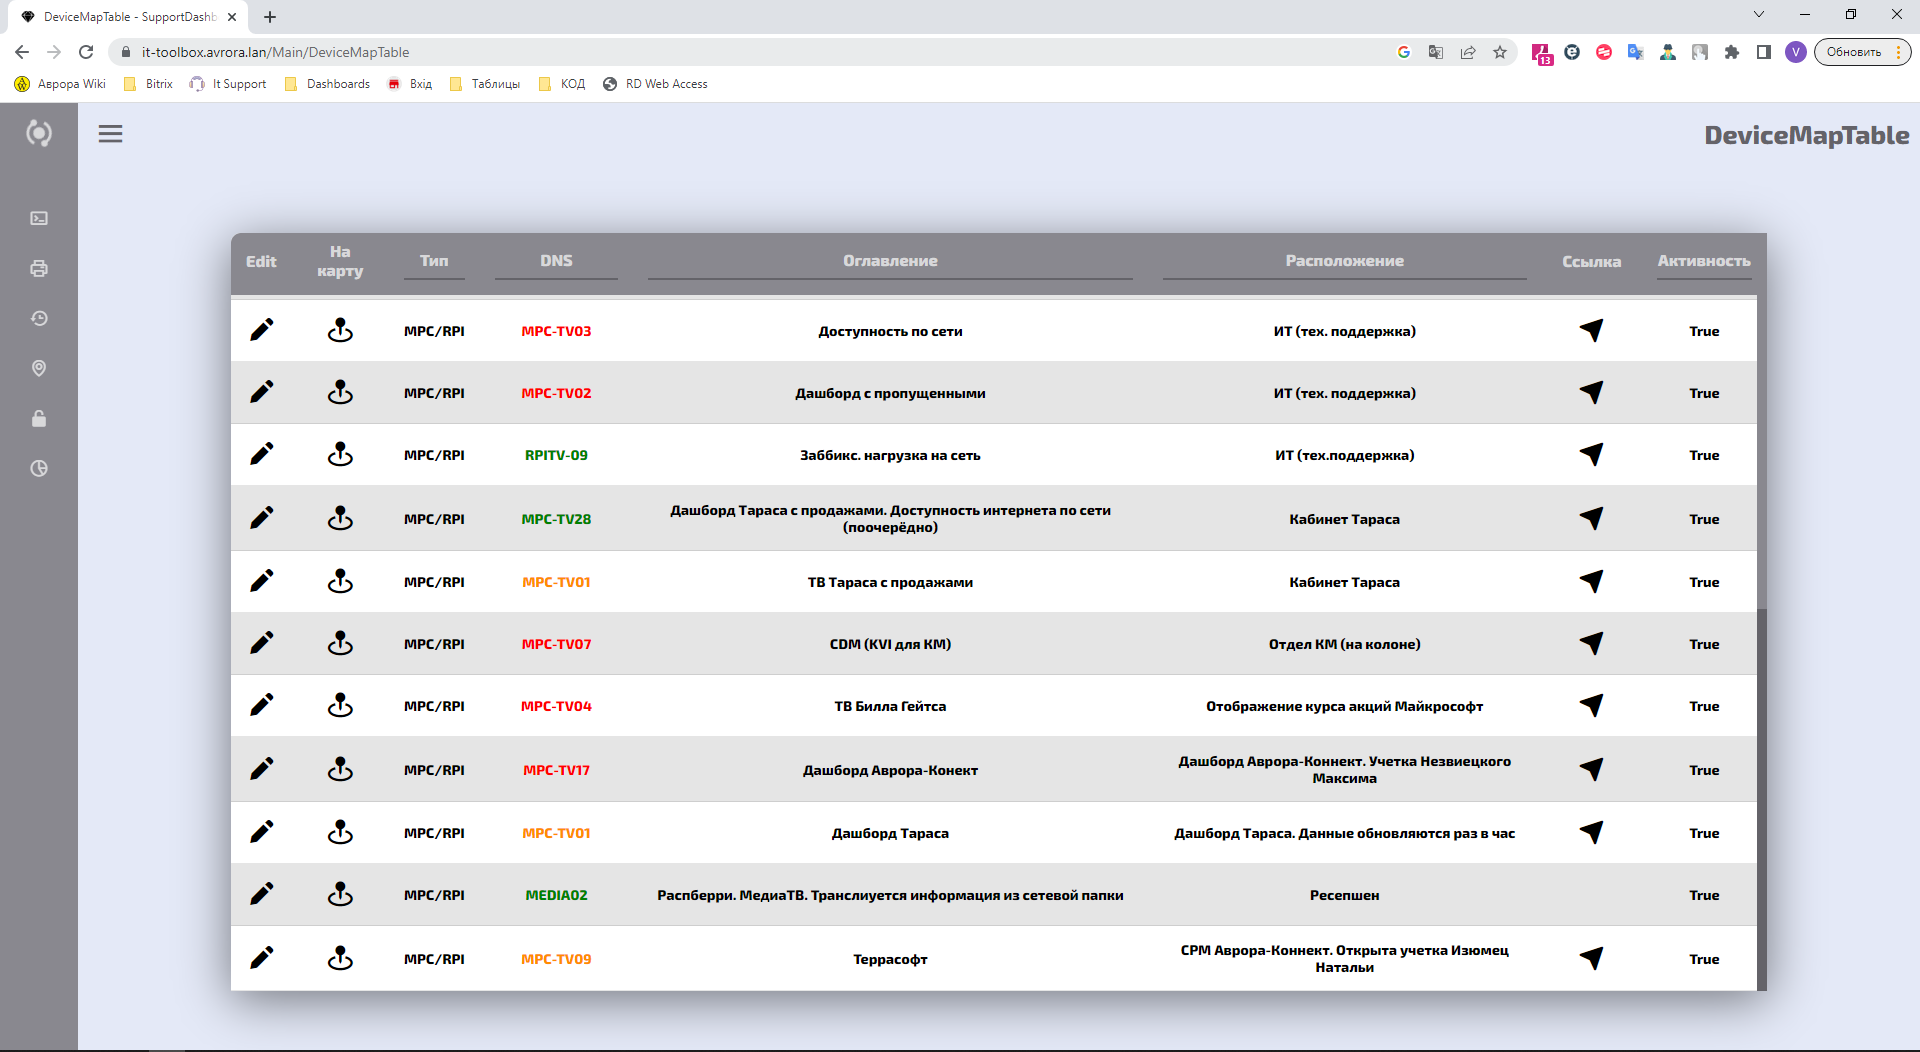 DeviceMapTable - SupportDashb
it-toolbox.avrora.lan/Main/DeviceMapTable
13
V
Обновить
Аврора Wiki
Bitrix
It Support
Dashboards
Вхід
Таблицы
КОД
RD Web Access
DeviceMapTable
Edit На карту Тип DNS Оглавление Расположение Ссылка Активность
MPC/RPI MPC-TV03 Доступность по сети ИТ (тех. поддержка) True
MPC/RPI MPC-TV02 Дашборд с пропущенными ИТ (тех. поддержка) True
MPC/RPI RPITV-09 Заббикс. нагрузка на сеть ИТ (тех.поддержка) True
MPC/RPI MPC-TV28 Дашборд Тараса с продажами. Доступность интернета по сети (поочерёдно) Кабинет Тараса True
MPC/RPI MPC-TV01 ТВ Тараса с продажами Кабинет Тараса True
MPC/RPI MPC-TV07 CDM (KVI для КМ) Отдел КМ (на колоне) True
MPC/RPI MPC-TV04 ТВ Билла Гейтса Отображение курса акций Майкрософт True
MPC/RPI MPC-TV17 Дашборд Аврора-Конект Дашборд Аврора-Коннект. Учетка Незвиецкого Максима True
MPC/RPI MPC-TV01 Дашборд Тараса Дашборд Тараса. Данные обновляются раз в час True
MPC/RPI MEDIA02 Распберри. МедиаТВ. Транслиуется информация из сетевой папки Ресепшен True
MPC/RPI MPC-TV09 Террасофт СРМ Аврора-Коннект. Открыта учетка Изюмец Натальи True